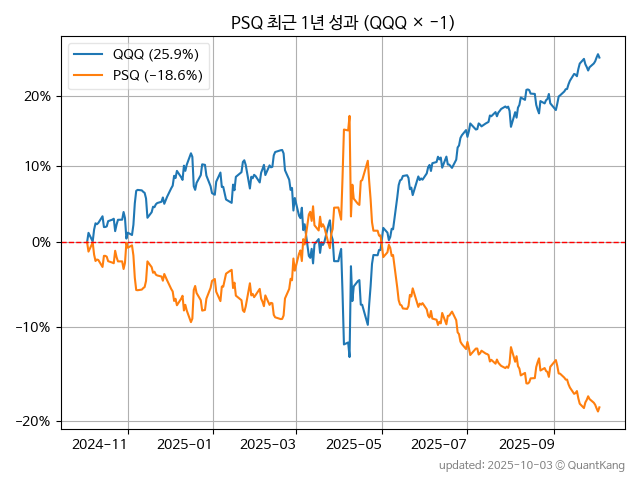 PSQ 최근 1년 성과 (QQQ × −1)
QQQ (25.9%)
PSQ (−18.6%)
20%
10%
0%
−10%
−20%
2024−11
2025−01
2025−03
2025−05
2025−07
2025−09
updated: 2025-10-03 ⓒ QuantKang